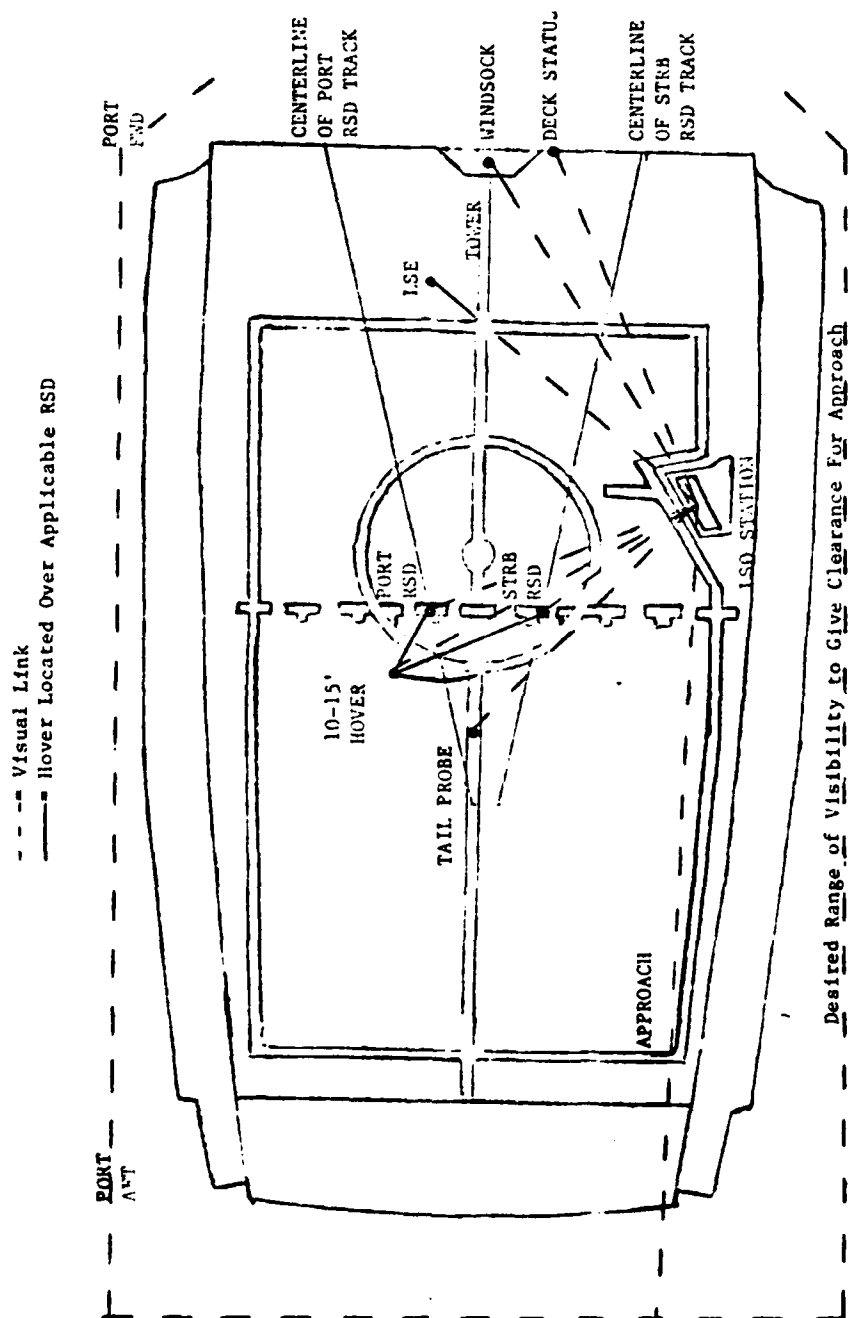 - - -= Visual Link
——= Hover Located Over Applicable RSD
PORT
FWD
PORT
AFT
CENTERLINE
OF PORT
RSD TRACK
WINDSOCK
DECK STATUL
CENTERLINE
OF STRB
RSD TRACK
LSE
TOWER
PORT
RSD
STRB
RSD
10-15'
HOVER
TAIL PROBE
APPROACH
LSO STATION
Desired Range of Visibility to Give Clearance For Approach